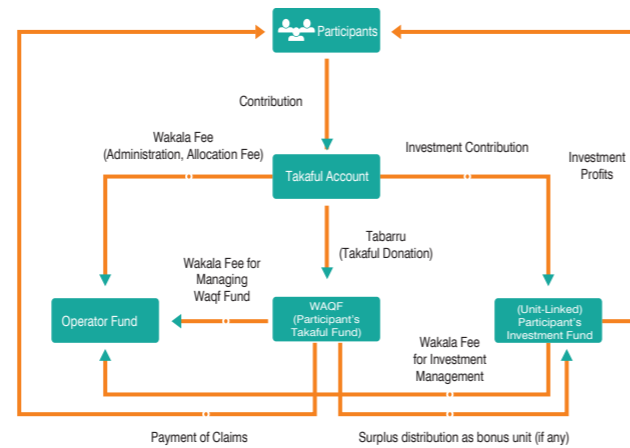 Participants
Contribution
Wakala Fee
(Administration, Allocation Fee)
Investment Contribution
Investment
Profits
Takaful Account
Tabarru
(Takaful Donation)
Wakala Fee for
Managing
Waqf Fund
Operator Fund
WAQF
(Participant's
Takaful Fund)
(Unit-Linked)
Participant's
Investment Fund
Wakala Fee
for Investment
Management
Payment of Claims
Surplus distribution as bonus unit (if any)